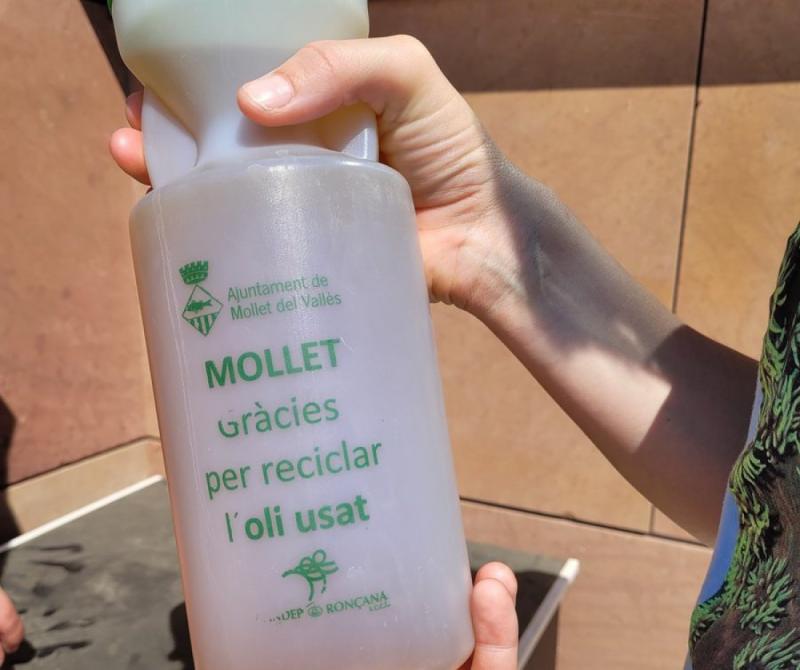 Ajuntament de
Mollet del Vallès
MOLLET
Gràcies
per reciclar
l´oli usat
RONÇANA